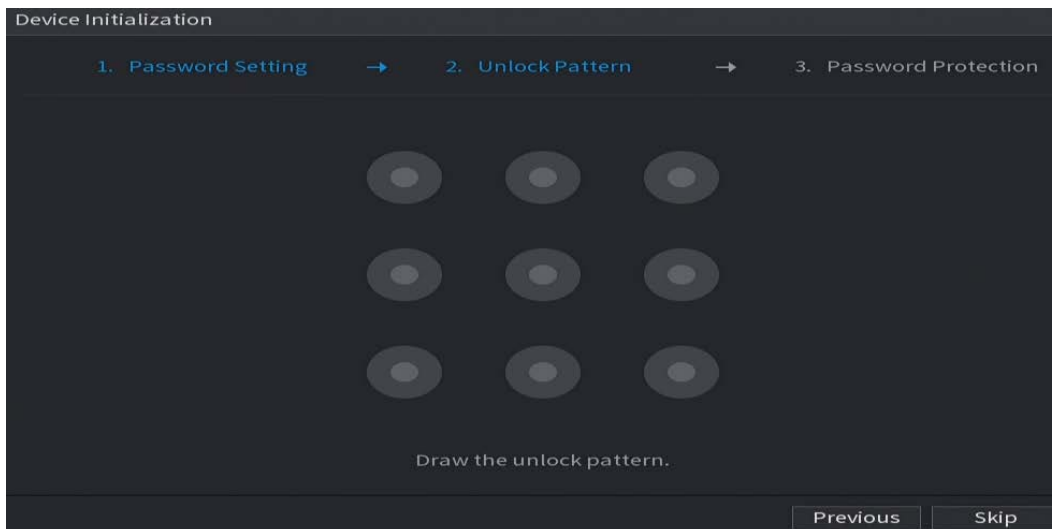 Device Initialization
1. Password Setting → 2. Unlock Pattern → 3. Password Protection
Draw the unlock pattern.
Previous Skip